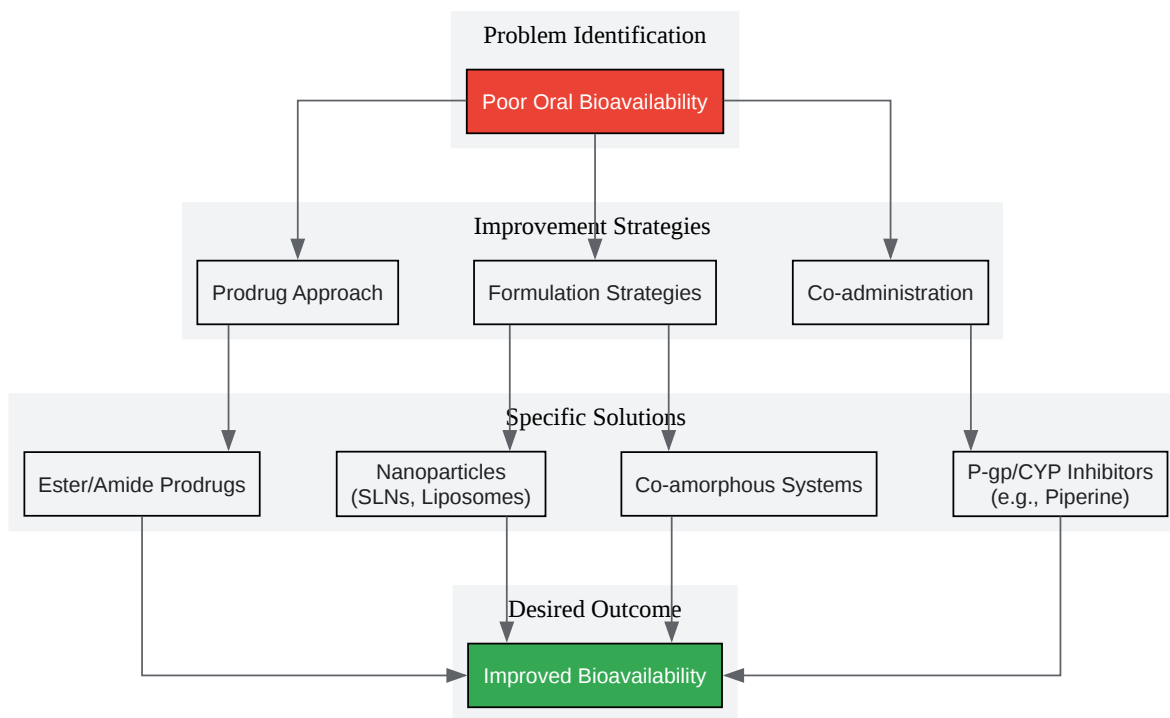 Problem Identification
Poor Oral Bioavailability
Improvement Strategies
Prodrug Approach
Formulation Strategies
Co-administration
Specific Solutions
Ester/Amide Prodrugs
Nanoparticles
(SLNs, Liposomes)
Co-amorphous Systems
P-gp/CYP Inhibitors
(e.g., Piperine)
Desired Outcome
Improved Bioavailability